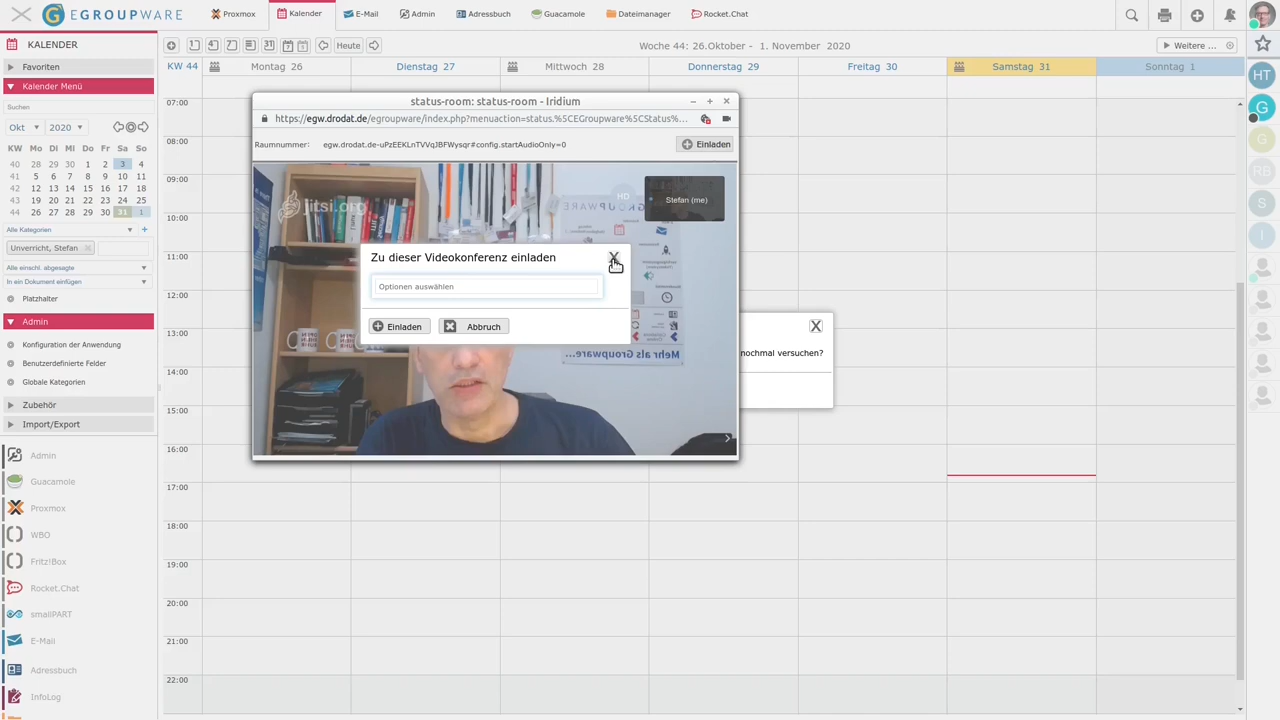 EGROUPWARE
Proxmox
Kalender
E-Mail
Admin
Adressbuch
Guacamole
Dateimanager
Rocket.Chat
KALENDER
Heute
Woche 44: 26.Oktober - 1. November 2020
Weitere ...
Favoriten
Kalender Menü
Suchen
Okt 2020
KW Mo Di Mi Do Fr Sa So
40 28 29 30 1 2 3 4
41 5 6 7 8 9 10 11
42 12 13 14 15 16 17 18
43 19 20 21 22 23 24 25
44 26 27 28 29 30 31 1
Alle Kategorien
Unverricht, Stefan
Alle einschl. abgesagte
In ein Dokument einfügen
Platzhalter
Admin
Konfiguration der Anwendung
Benutzerdefinierte Felder
Globale Kategorien
Zubehör
Import/Export
Admin
Guacamole
Proxmox
WBO
Fritz!Box
Rocket.Chat
smallPART
E-Mail
Adressbuch
InfoLog
KW 44
Montag 26
Dienstag 27
Mittwoch 28
Donnerstag 29
Freitag 30
Samstag 31
Sonntag 1
07:00
08:00
09:00
10:00
11:00
12:00
13:00
14:00
15:00
16:00
17:00
18:00
19:00
20:00
21:00
22:00
status-room: status-room - Iridium
https://egw.drodat.de/egroupware/index.php?menuaction=status.%5CEGroupware%5CStatus%...
Raumnummer: egw.drodat.de-uPzEEKLnTVVqJBFWysqr#config.startAudioOnly=0
Einladen
jitsi.org
HD
Stefan (me)
Zu dieser Videokonferenz einladen
X
Optionen auswählen
Einladen
Abbruch
Mehr als Groupware...
X
nochmal versuchen?
HT
G
G
RB
S
I